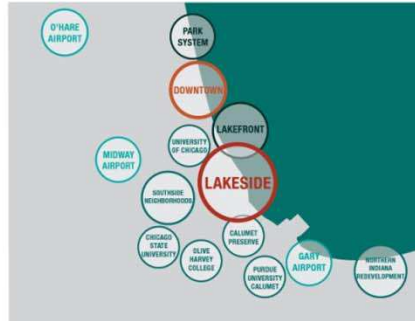 O'HARE
AIRPORT
PARK
SYSTEM
DOWNTOWN
LAKEFRONT
UNIVERSITY
OF CHICAGO
MIDWAY
AIRPORT
LAKESIDE
SOUTHSIDE
NEIGHBORHOODS
CALUMET
PRESERVE
CHICAGO
STATE
UNIVERSITY
OLIVE
HARVEY
COLLEGE
GARY
AIRPORT
PURDUE
UNIVERSITY
CALUMET
NORTHERN
INDIANA
REDEVELOPMENT